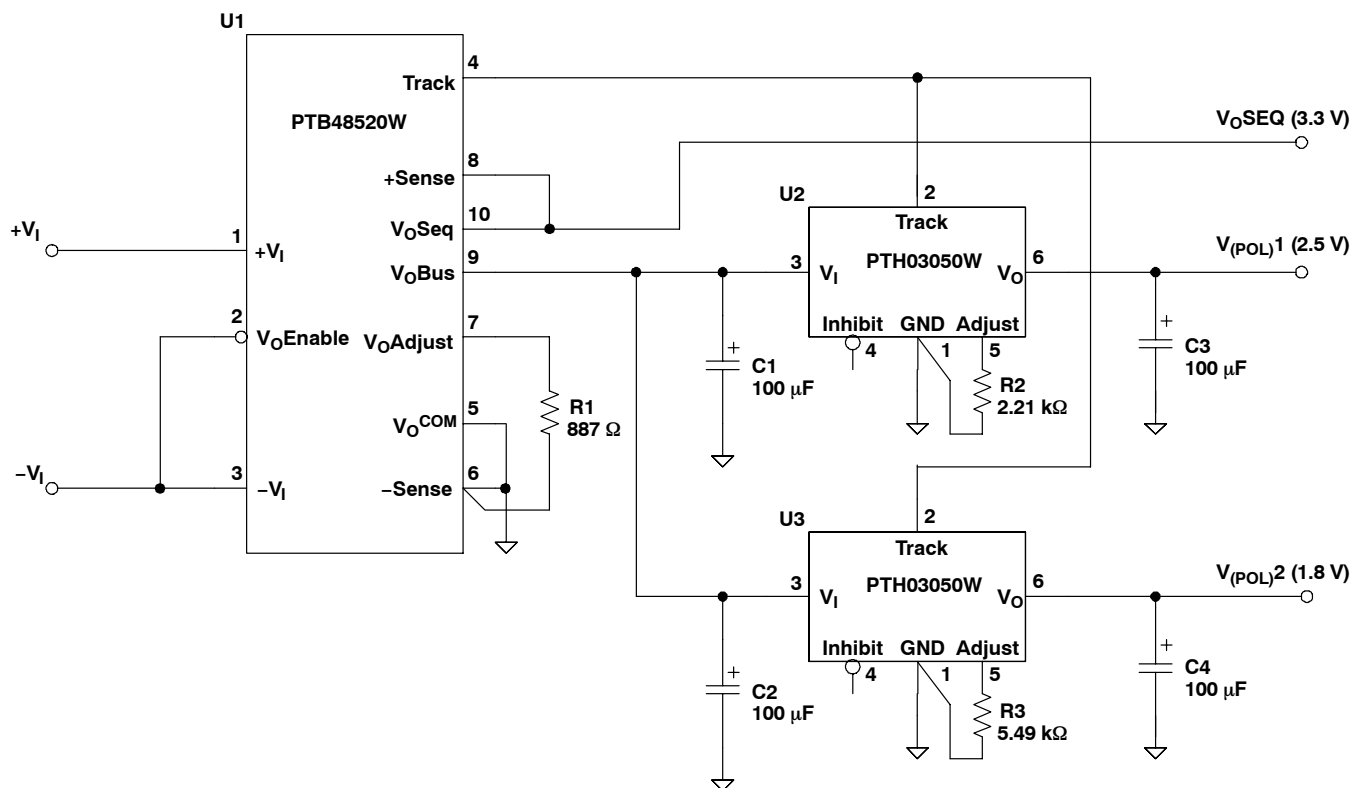 U1
4
Track
PTB48520W
VOSEQ (3.3 V)
8
+Sense
U2
2
10
VOSeq
Track
+VI
1
+VI
9
VOBus
3
VI
PTH03050W
VO
6
V(POL)1 (2.5 V)
2
VOEnable
7
VOAdjust
Inhibit
GND
Adjust
4
1
5
C1
100 μF
R2
2.21 kΩ
C3
100 μF
R1
887 Ω
5
VOCOM
−VI
3
−VI
6
−Sense
U3
2
Track
3
VI
PTH03050W
VO
6
V(POL)2 (1.8 V)
Inhibit
GND
Adjust
4
1
5
C2
100 μF
R3
5.49 kΩ
C4
100 μF
+
+
+
+